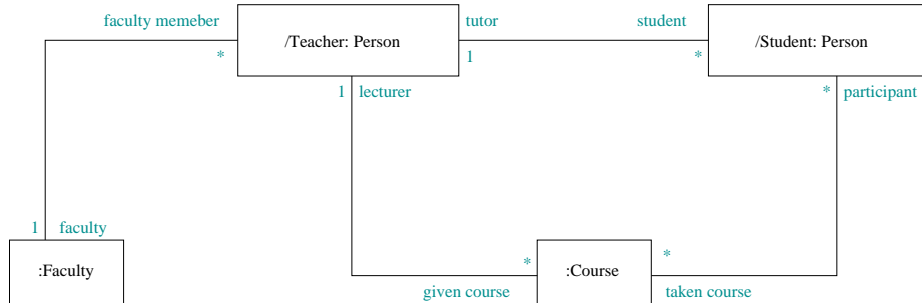 faculty memeber
tutor
student
/Teacher: Person
/Student: Person
*
1
*
1
lecturer
*
participant
1
faculty
:Faculty
:Course
*
*
given course
taken course